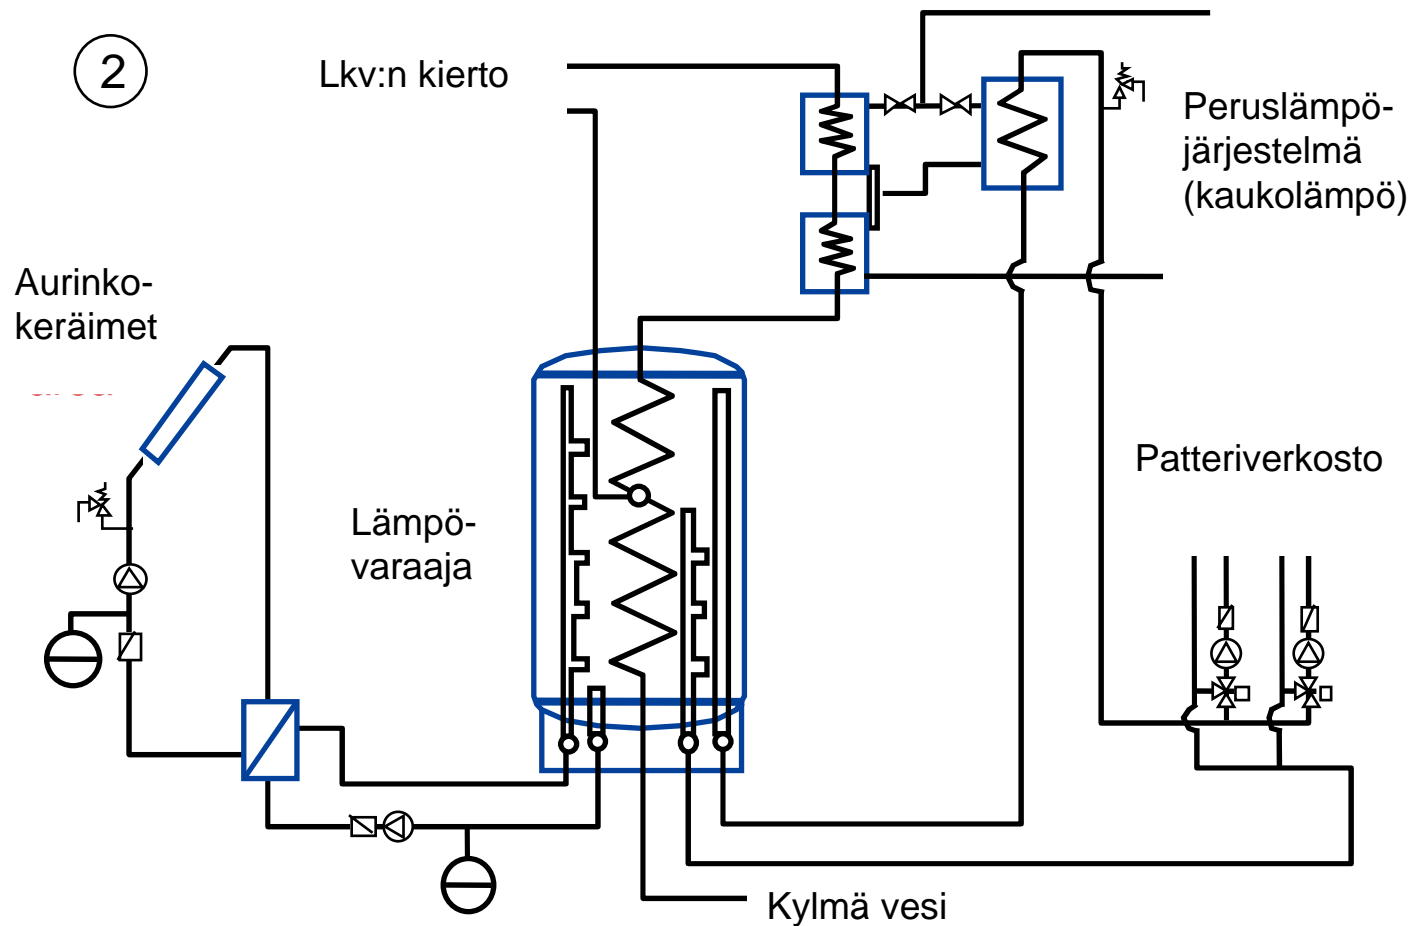 2
Lkv:n kierto
Peruslämpö-
järjestelmä
(kaukolämpö)
Aurinko-
keräimet
Patteriverkosto
Lämpö-
varaaja
Kylmä vesi